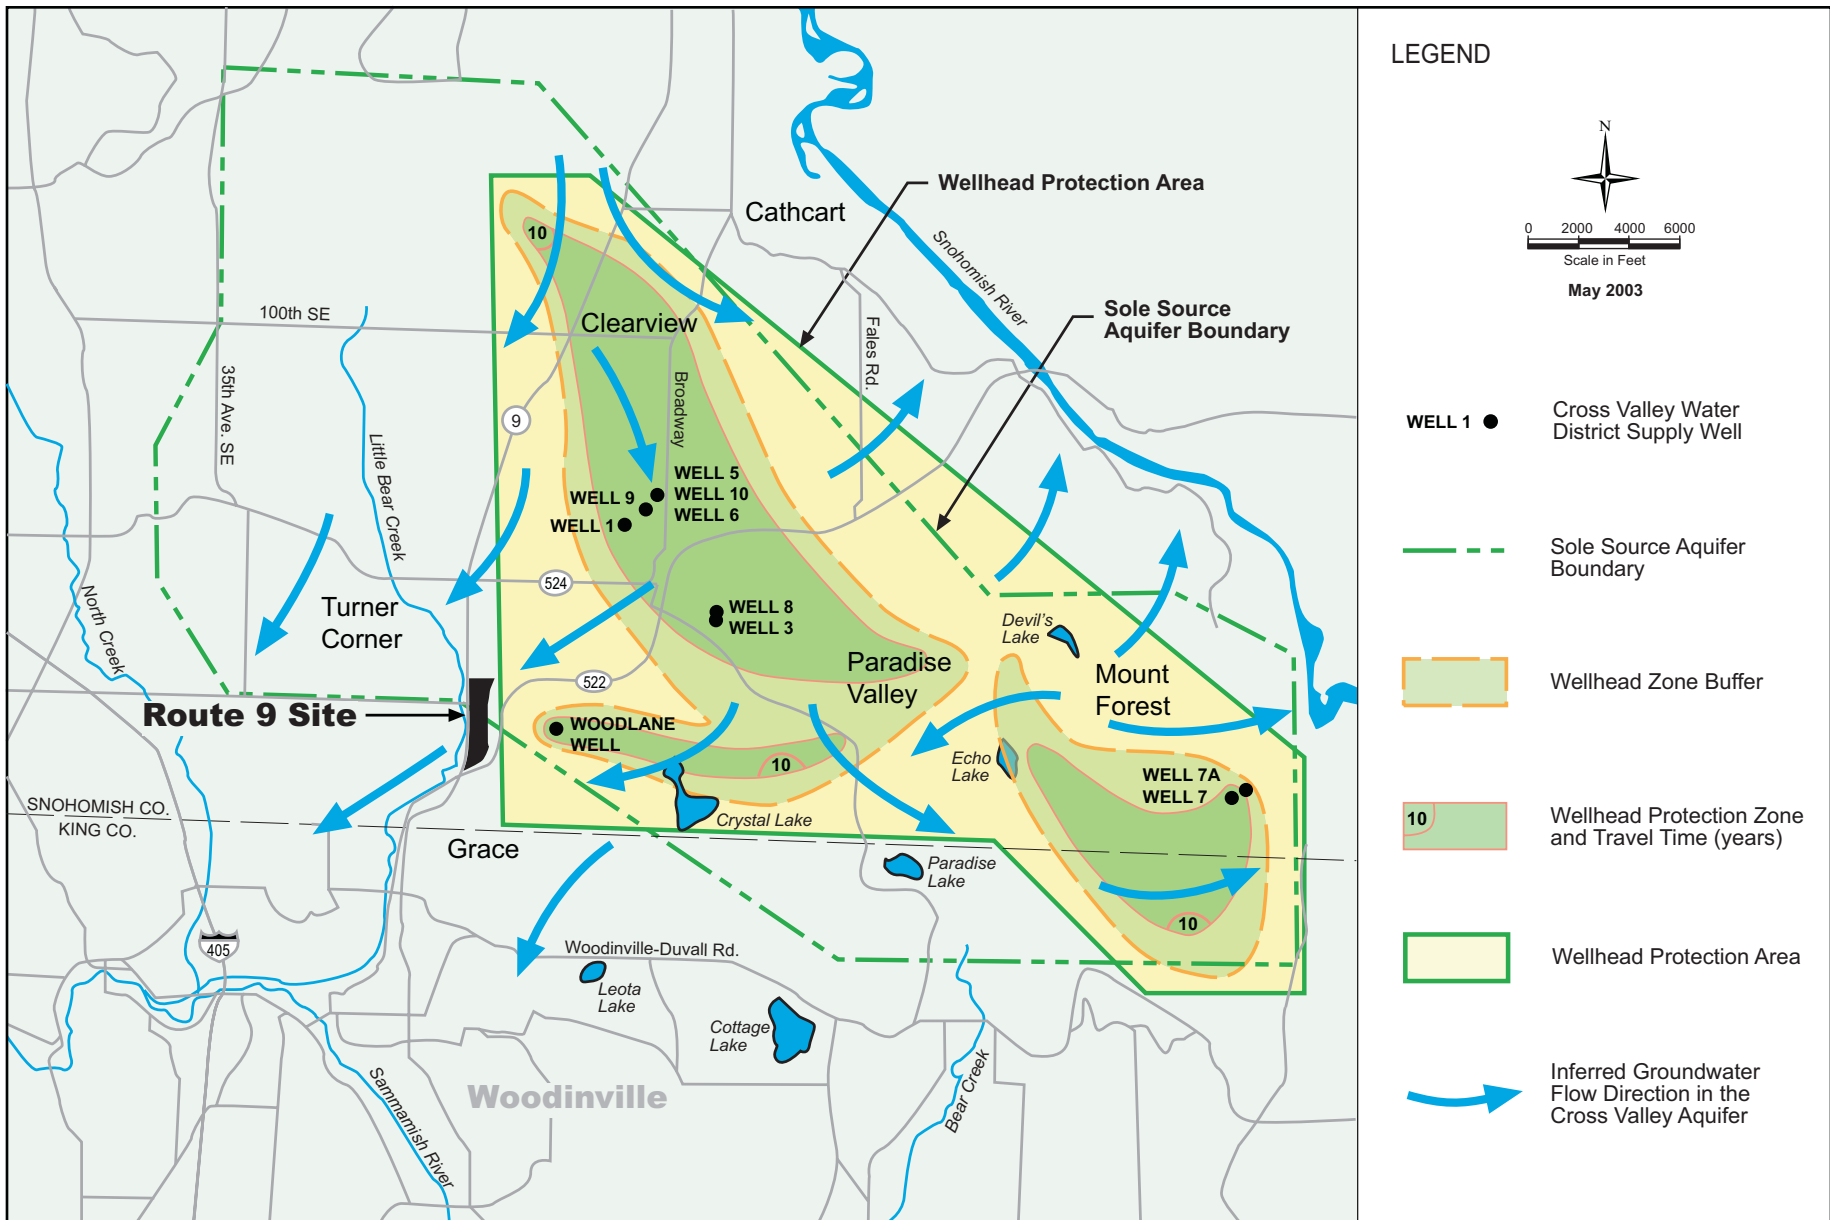 Wellhead Protection Area
Cathcart
Snohomish River
Sole Source
Aquifer Boundary
10
100th SE
Clearview
35th Ave. SE
Fales Rd.
Broadway
9
Little Bear Creek
WELL 5
WELL 9
WELL 10
WELL 6
WELL 1
524
North Creek
Turner
Corner
WELL 8
WELL 3
Devil's
Lake
Paradise
Valley
Mount
Forest
522
Route 9 Site
WOODLANE
WELL
10
Echo
Lake
WELL 7A
WELL 7
SNOHOMISH CO.
KING CO.
Crystal Lake
Grace
Paradise
Lake
10
405
Woodinville-Duvall Rd.
Leota
Lake
Cottage
Lake
Bear Creek
Sammamish River
Woodinville
LEGEND
N
0 2000 4000 6000
Scale in Feet
May 2003
WELL 1
Cross Valley Water
District Supply Well
Sole Source Aquifer
Boundary
Wellhead Zone Buffer
10
Wellhead Protection Zone
and Travel Time (years)
Wellhead Protection Area
Inferred Groundwater
Flow Direction in the
Cross Valley Aquifer